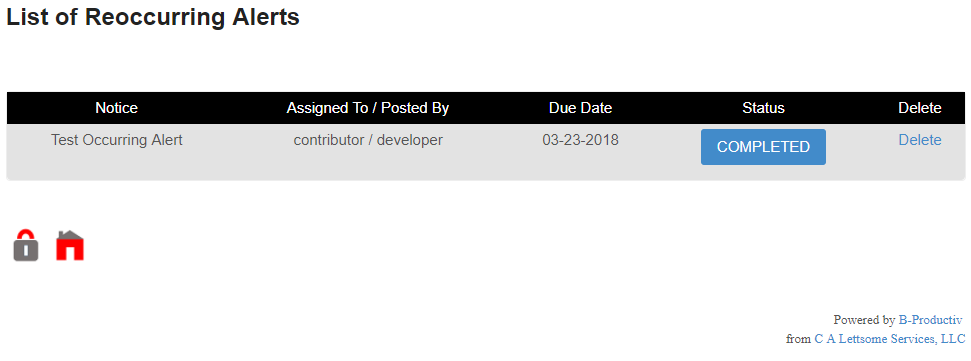 List of Reoccurring Alerts
Notice Assigned To / Posted By Due Date Status Delete
Test Occurring Alert contributor / developer 03-23-2018 COMPLETED Delete
Powered by B-Productiv
from C A Lettsome Services, LLC